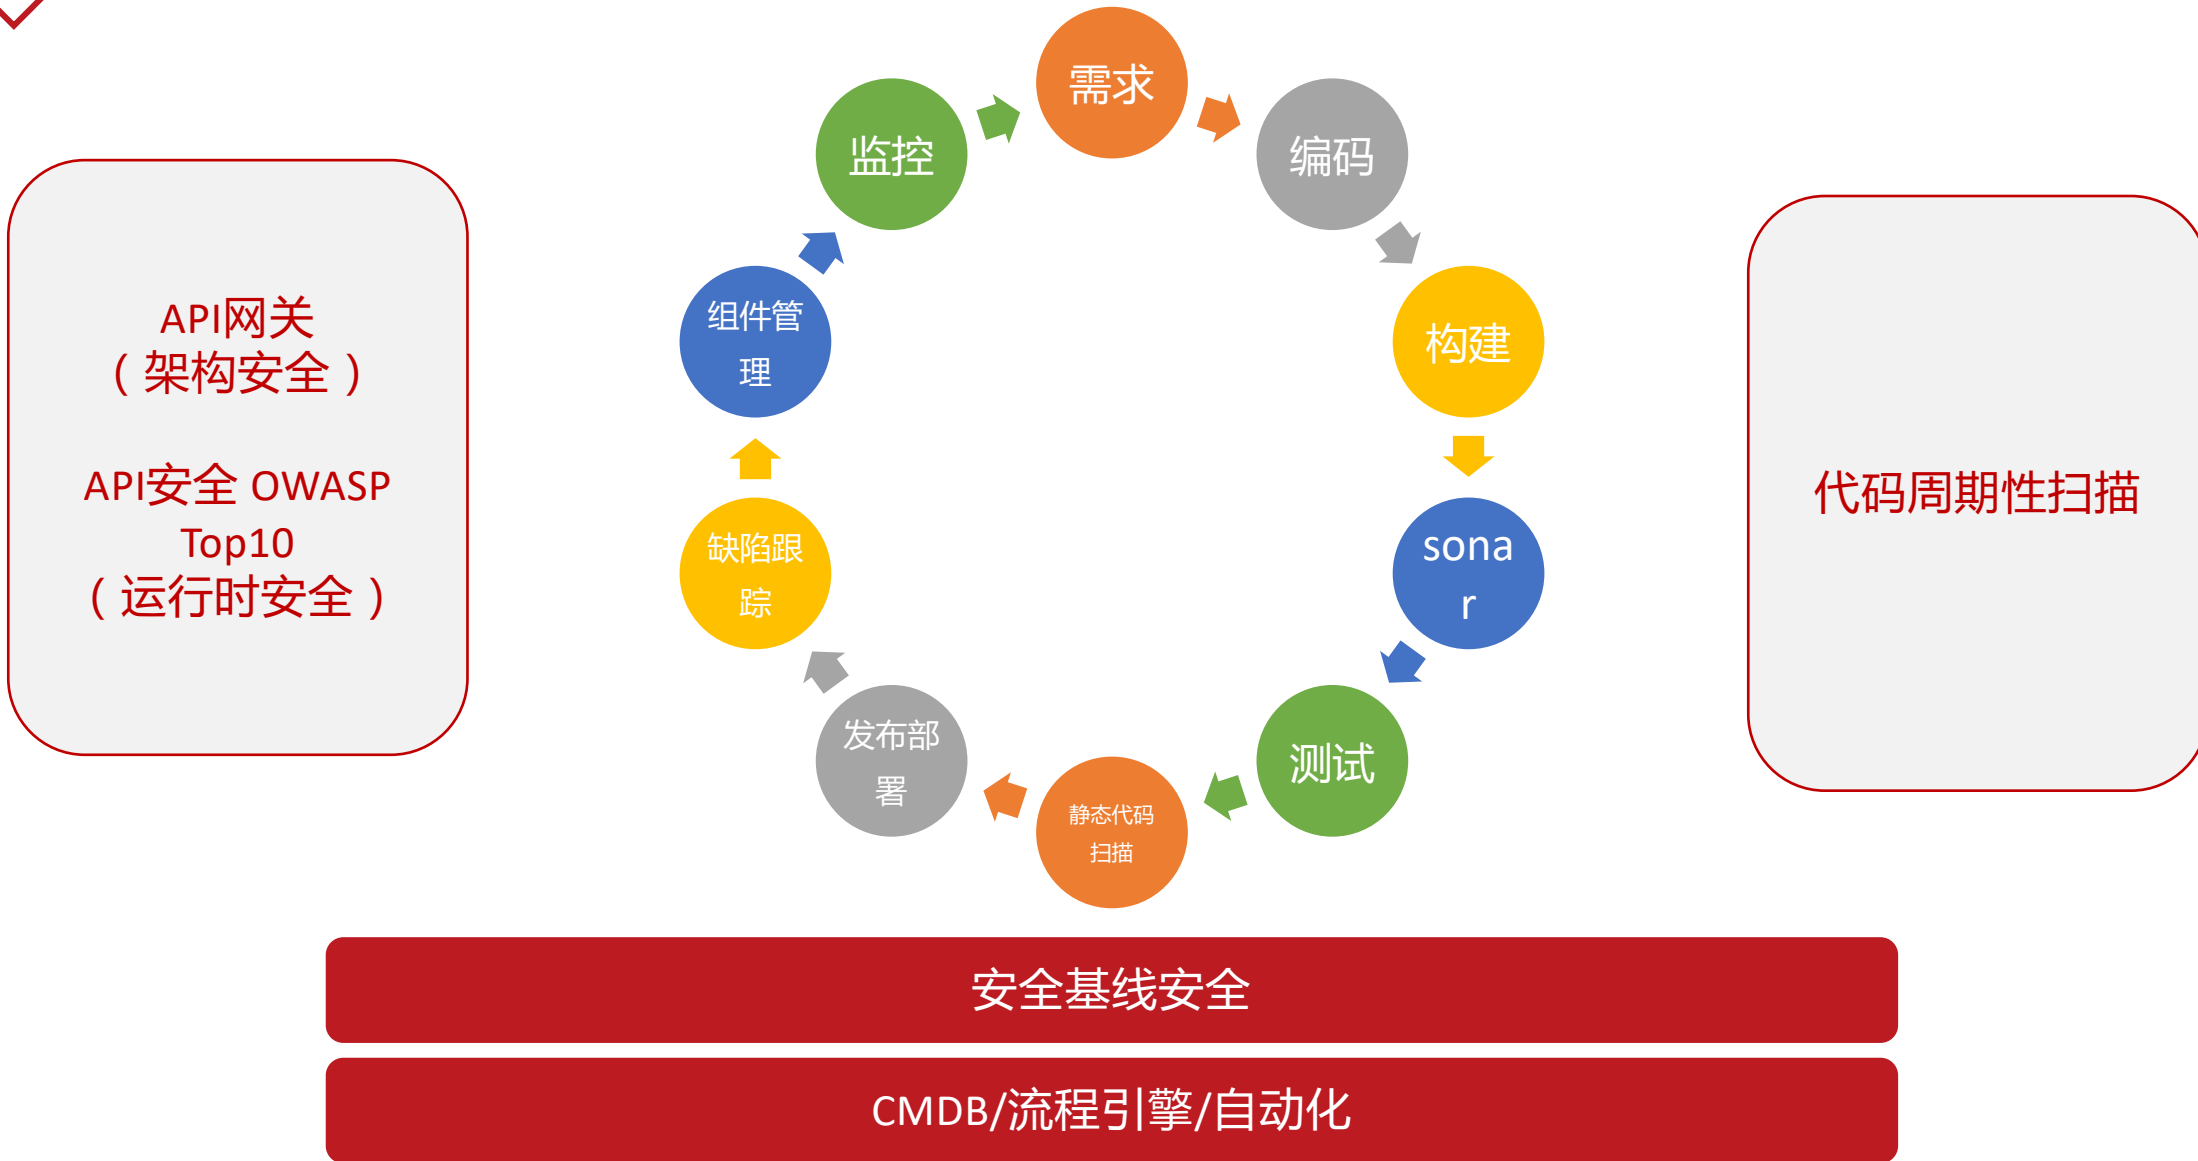 需求
编码
构建
sona
r
测试
静态代码
扫描
发布部
署
缺陷跟
踪
组件管
理
监控
API网关
（架构安全）
API安全 OWASP
Top10
（运行时安全）
代码周期性扫描
安全基线安全
CMDB/流程引擎/自动化